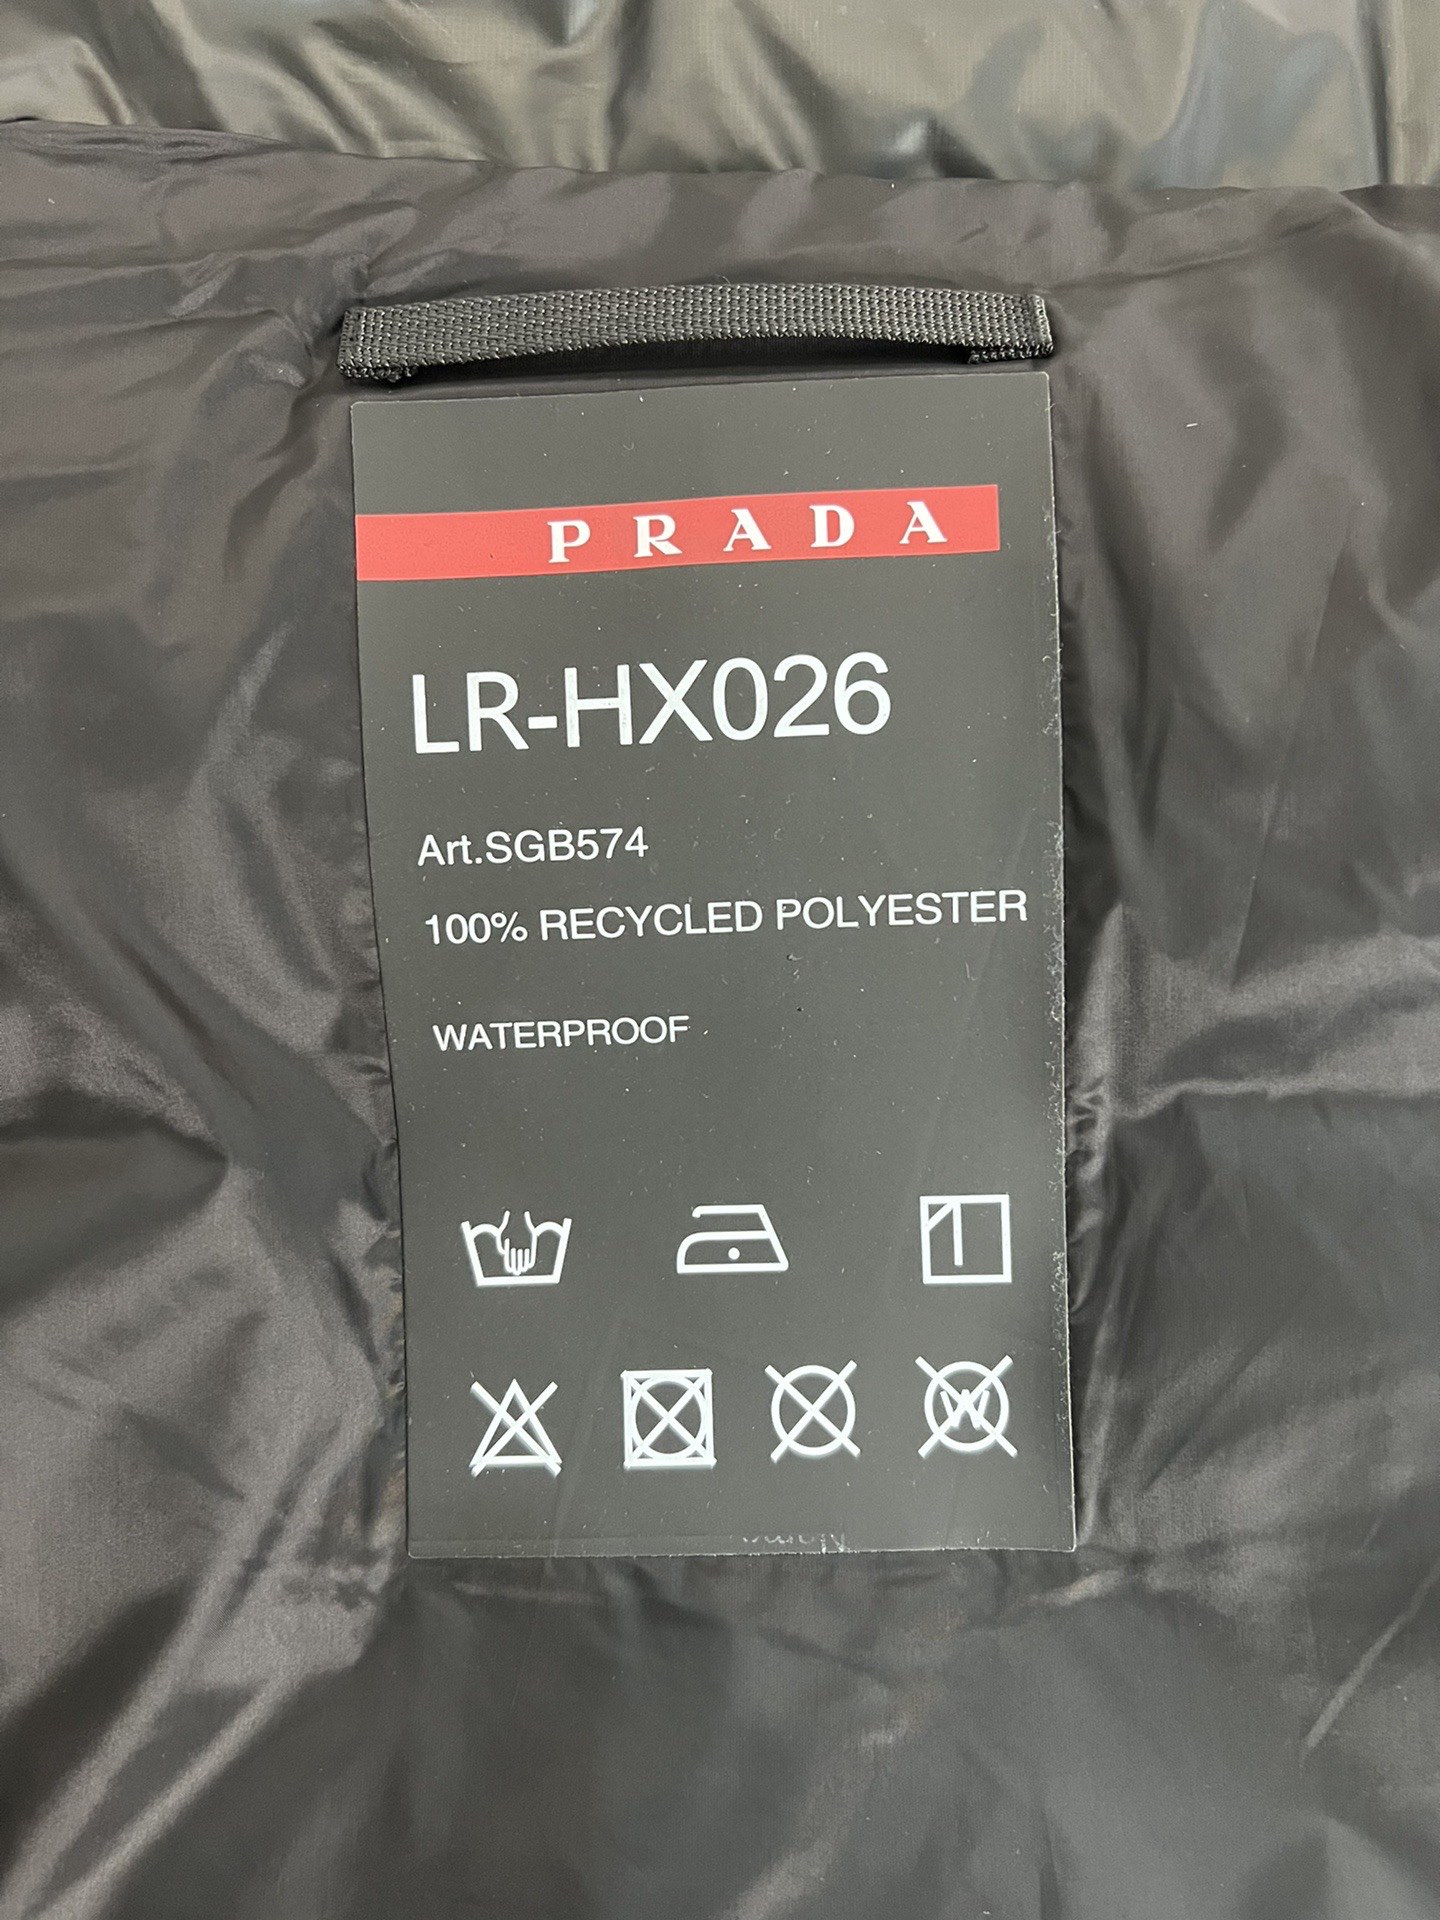 PRADA
LR-HX026
Art.SGB574
100% RECYCLED POLYESTER
WATERPROOF
W